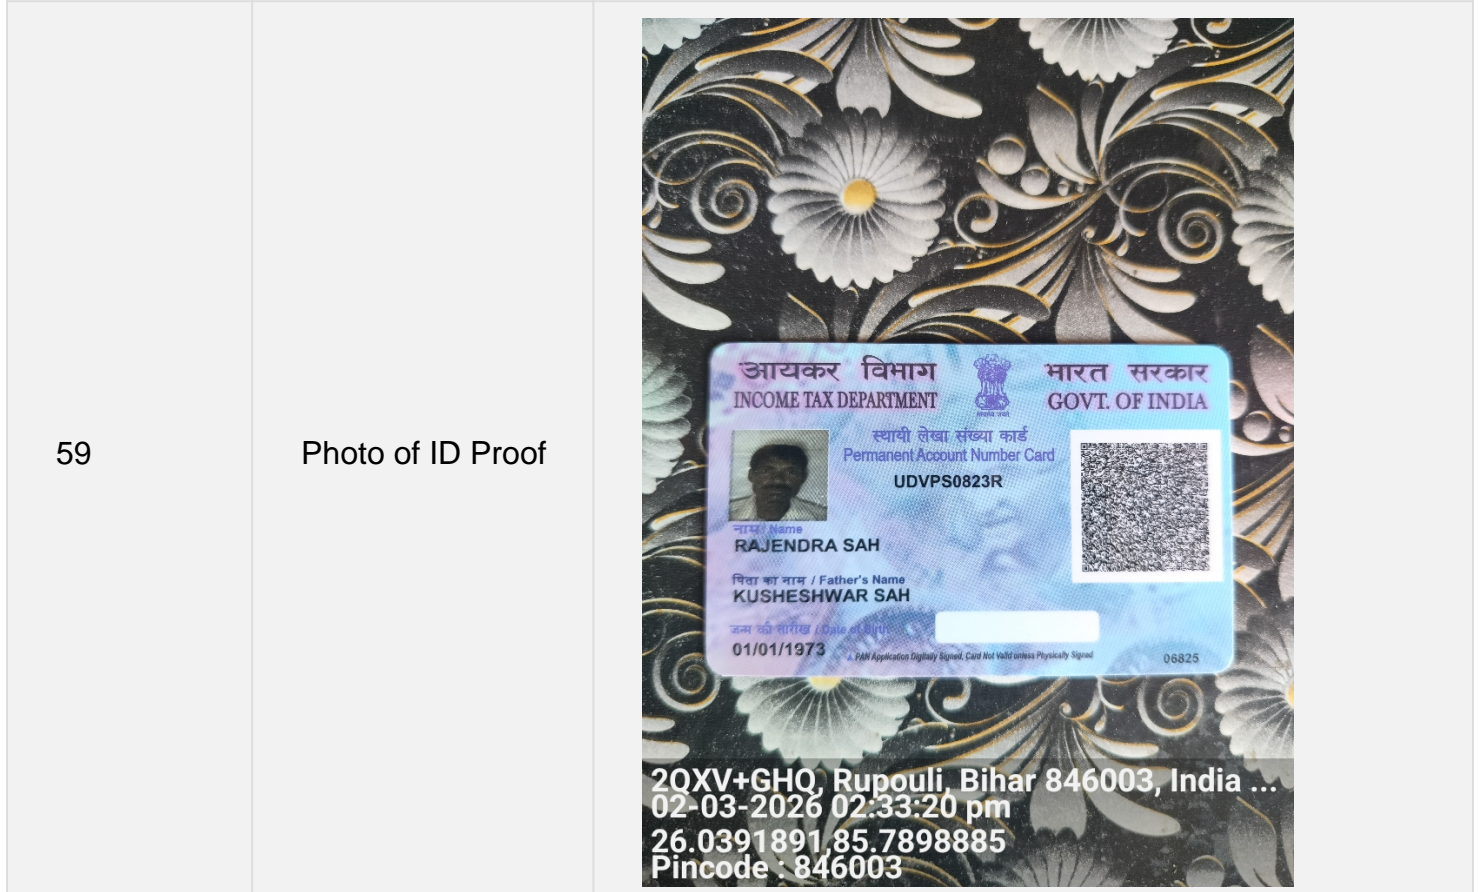 59
Photo of ID Proof
आयकर विभाग
INCOME TAX DEPARTMENT
भारत सरकार
GOVT. OF INDIA
स्थायी लेखा संख्या कार्ड
Permanent Account Number Card
UDVPS0823R
नाम / Name
RAJENDRA SAH
पिता का नाम / Father's Name
KUSHESHWAR SAH
जन्म की तारीख / Date of Birth
01/01/1973
PAN Application Digitally Signed, Card Not Valid unless Physically Signed
06825
2QXV+GHQ, Rupouli, Bihar 846003, India ...
02-03-2026 02:33:20 pm
26.0391891,85.7898885
Pincode : 846003